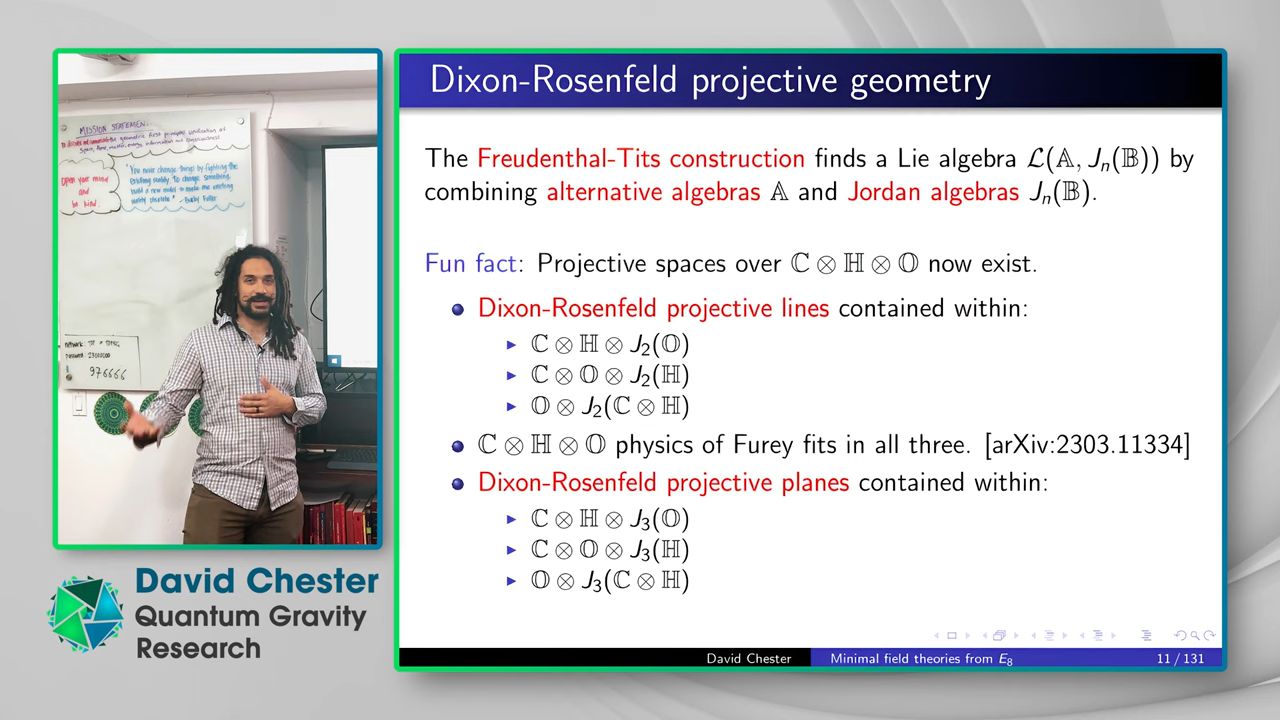 MISSION STATEMENT
open your mind
and
be kind.
"You never change things by fighting the
existing reality. To change something,
build a new model to make the existing
reality obsolete" -Bucky Fuller
976666
David Chester
Quantum Gravity
Research
Dixon-Rosenfeld projective geometry
The Freudenthal-Tits construction finds a Lie algebra ℒ(𝔸, Jₙ(𝔹)) by
combining alternative algebras 𝔸 and Jordan algebras Jₙ(𝔹).
Fun fact: Projective spaces over ℂ ⊗ ℍ ⊗ 𝕆 now exist.
Dixon-Rosenfeld projective lines contained within:
ℂ ⊗ ℍ ⊗ J₂(𝕆)
ℂ ⊗ 𝕆 ⊗ J₂(ℍ)
𝕆 ⊗ J₂(ℂ ⊗ ℍ)
ℂ ⊗ ℍ ⊗ 𝕆 physics of Furey fits in all three. [arXiv:2303.11334]
Dixon-Rosenfeld projective planes contained within:
ℂ ⊗ ℍ ⊗ J₃(𝕆)
ℂ ⊗ 𝕆 ⊗ J₃(ℍ)
𝕆 ⊗ J₃(ℂ ⊗ ℍ)
David Chester Minimal field theories from E₈ 11 / 131